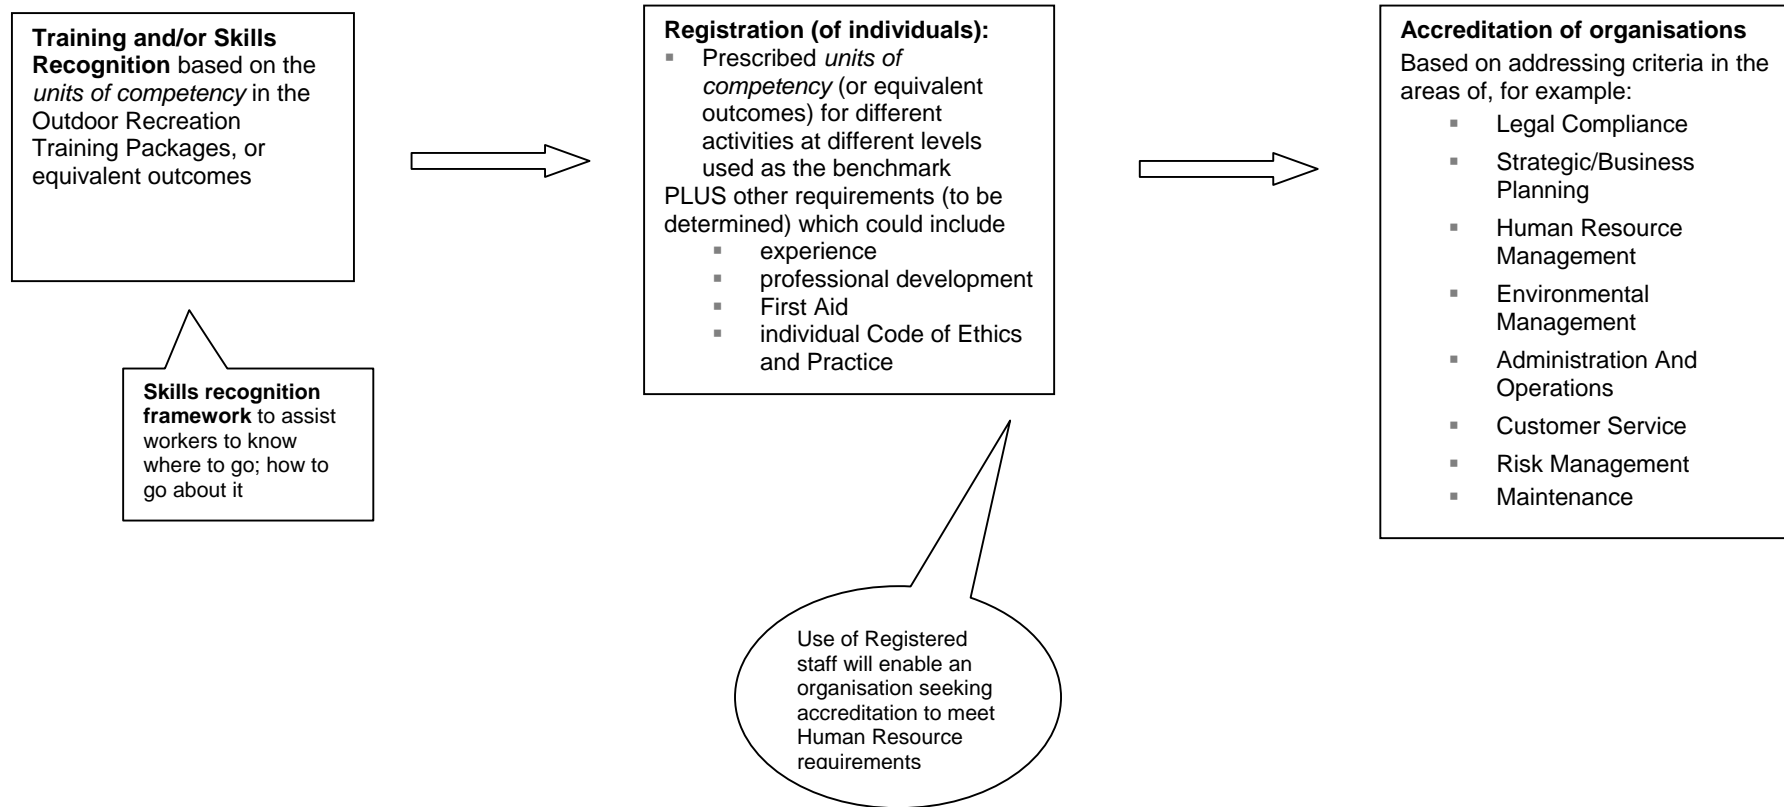 Training and/or Skills
Recognition based on the
units of competency in the
Outdoor Recreation
Training Packages, or
equivalent outcomes
Skills recognition
framework to assist
workers to know
where to go; how to
go about it
Registration (of individuals):
▪ Prescribed units of
competency (or equivalent
outcomes) for different
activities at different levels
used as the benchmark
PLUS other requirements (to be
determined) which could include
▪ experience
▪ professional development
▪ First Aid
▪ individual Code of Ethics
and Practice
Use of Registered
staff will enable an
organisation seeking
accreditation to meet
Human Resource
requirements
Accreditation of organisations
Based on addressing criteria in the
areas of, for example:
▪ Legal Compliance
▪ Strategic/Business
Planning
▪ Human Resource
Management
▪ Environmental
Management
▪ Administration And
Operations
▪ Customer Service
▪ Risk Management
▪ Maintenance